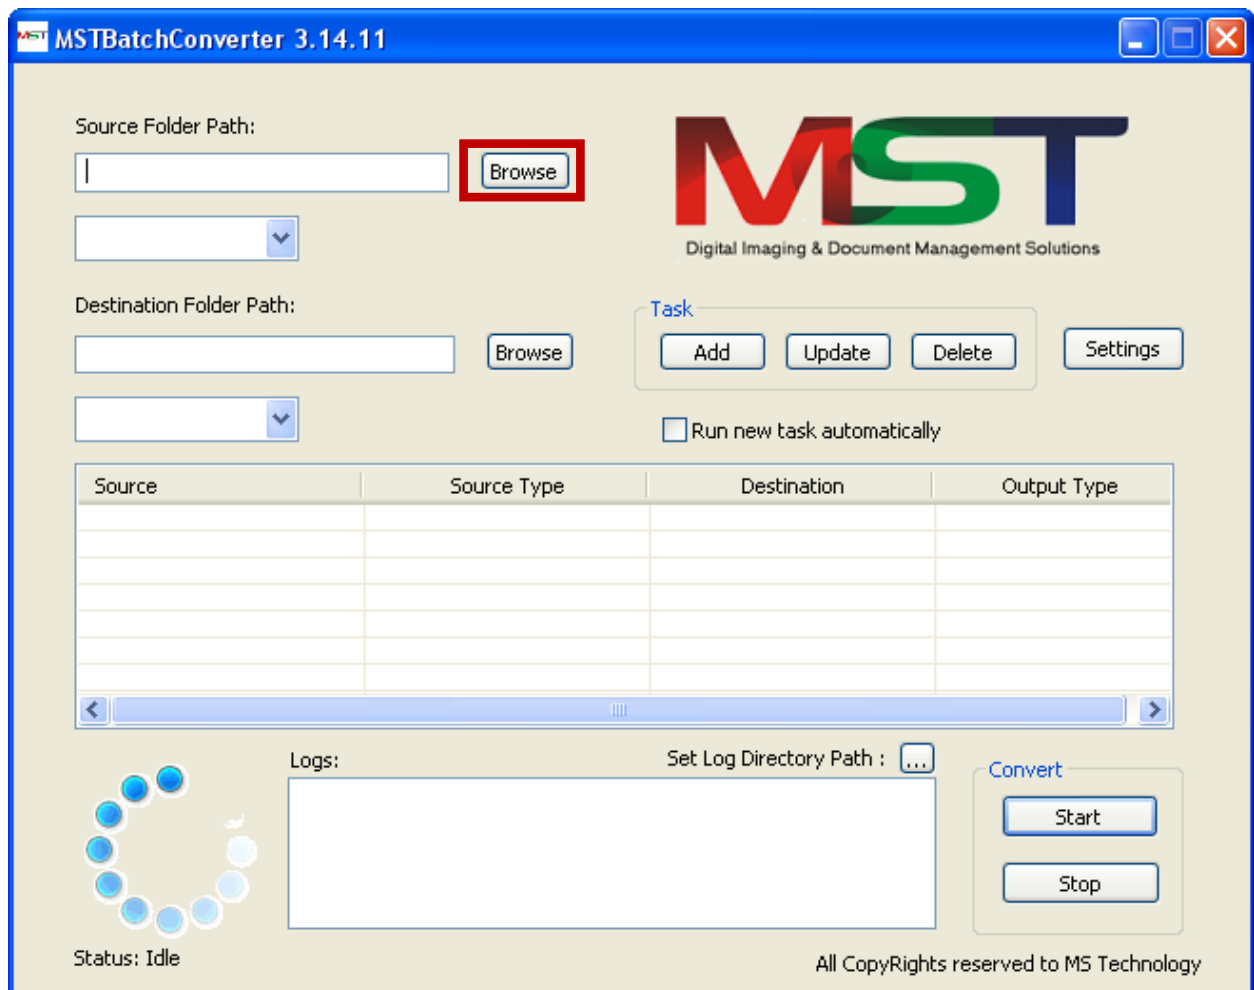 MST MSTBatchConverter 3.14.11
Source Folder Path:
Browse
MST
Digital Imaging & Document Management Solutions
Destination Folder Path:
Browse
Task
Add Update Delete
Settings
Run new task automatically
Source Source Type Destination Output Type
Logs:
Set Log Directory Path : ...
Convert
Start
Stop
Status: Idle
All CopyRights reserved to MS Technology